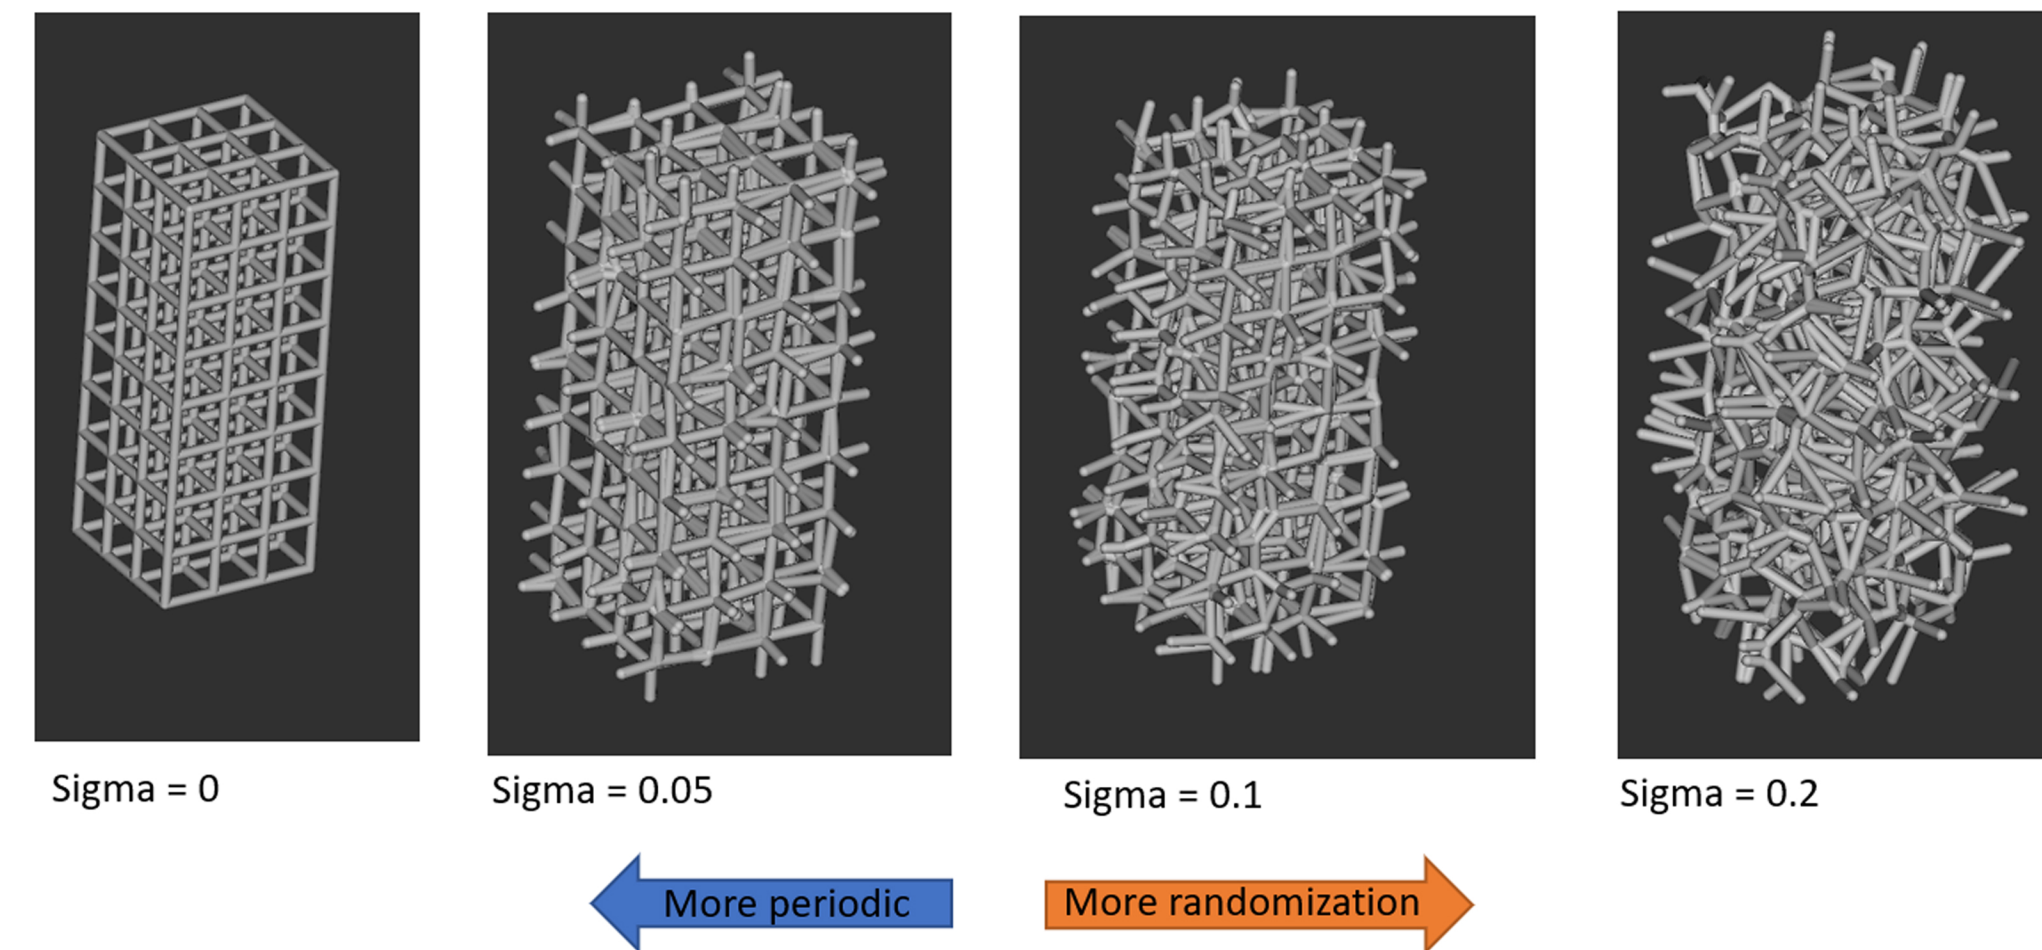 Sigma = 0
Sigma = 0.05
Sigma = 0.1
Sigma = 0.2
More periodic
More randomization